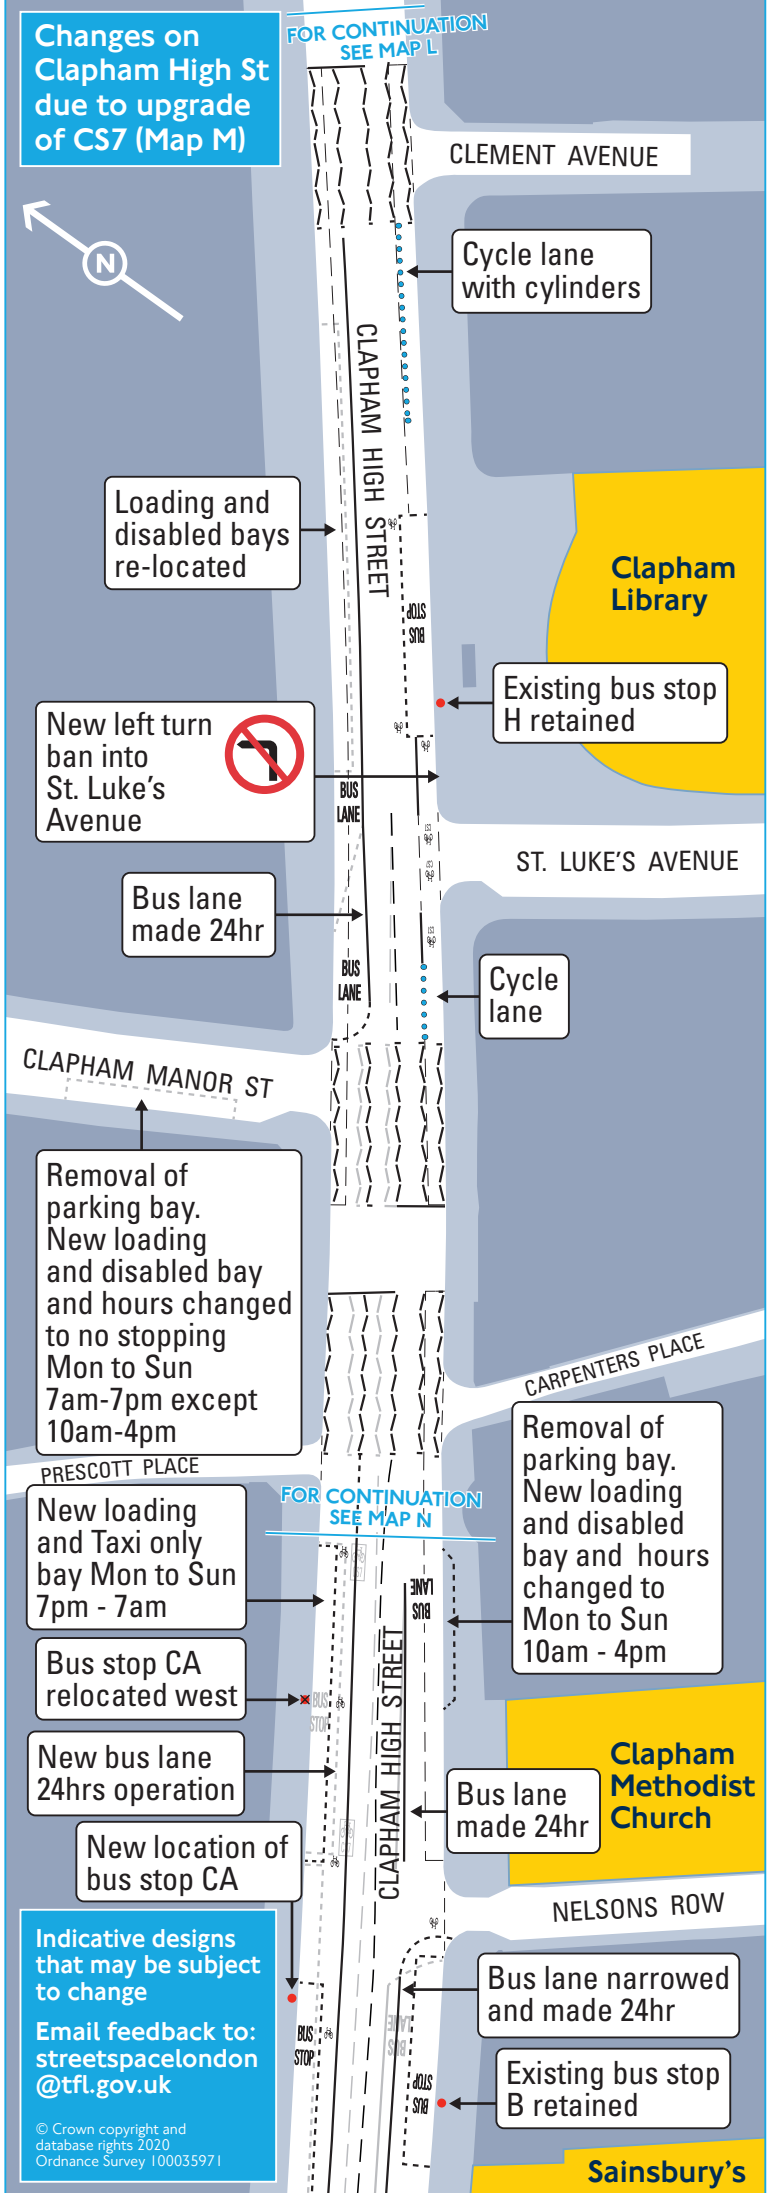 Changes on
Clapham High St
due to upgrade
of CS7 (Map M)
FOR CONTINUATION
SEE MAP L
CLEMENT AVENUE
N
Cycle lane
with cylinders
CLAPHAM HIGH STREET
Loading and
disabled bays
re-located
Clapham
Library
BUS
STOP
Existing bus stop
H retained
New left turn
ban into
St. Luke's
Avenue
BUS
LANE
ST. LUKE'S AVENUE
Bus lane
made 24hr
BUS
LANE
Cycle
lane
CLAPHAM MANOR ST
Removal of
parking bay.
New loading
and disabled bay
and hours changed
to no stopping
Mon to Sun
7am-7pm except
10am-4pm
CARPENTERS PLACE
PRESCOTT PLACE
Removal of
parking bay.
New loading
and disabled
bay and hours
changed to
Mon to Sun
10am - 4pm
FOR CONTINUATION
SEE MAP N
New loading
and Taxi only
bay Mon to Sun
7pm - 7am
BUS
LANE
Bus stop CA
relocated west
BUS
STOP
CLAPHAM HIGH STREET
New bus lane
24hrs operation
Clapham
Methodist
Church
Bus lane
made 24hr
New location of
bus stop CA
NELSONS ROW
Indicative designs
that may be subject
to change
Email feedback to:
streetspacelondon
@tfl.gov.uk
© Crown copyright and
database rights 2020
Ordnance Survey 100035971
Bus lane narrowed
and made 24hr
BUS
LANE
BUS
STOP
BUS
STOP
Existing bus stop
B retained
Sainsbury's